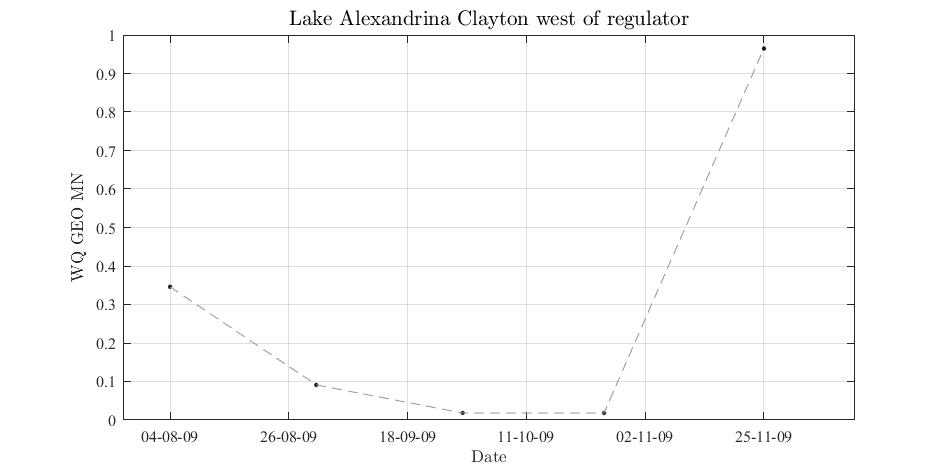 Lake Alexandrina Clayton west of regulator
1
0.9
0.8
0.7
0.6
0.5
0.4
0.3
0.2
0.1
0
WQ GEO MN
04-08-09 26-08-09 18-09-09 11-10-09 02-11-09 25-11-09
Date